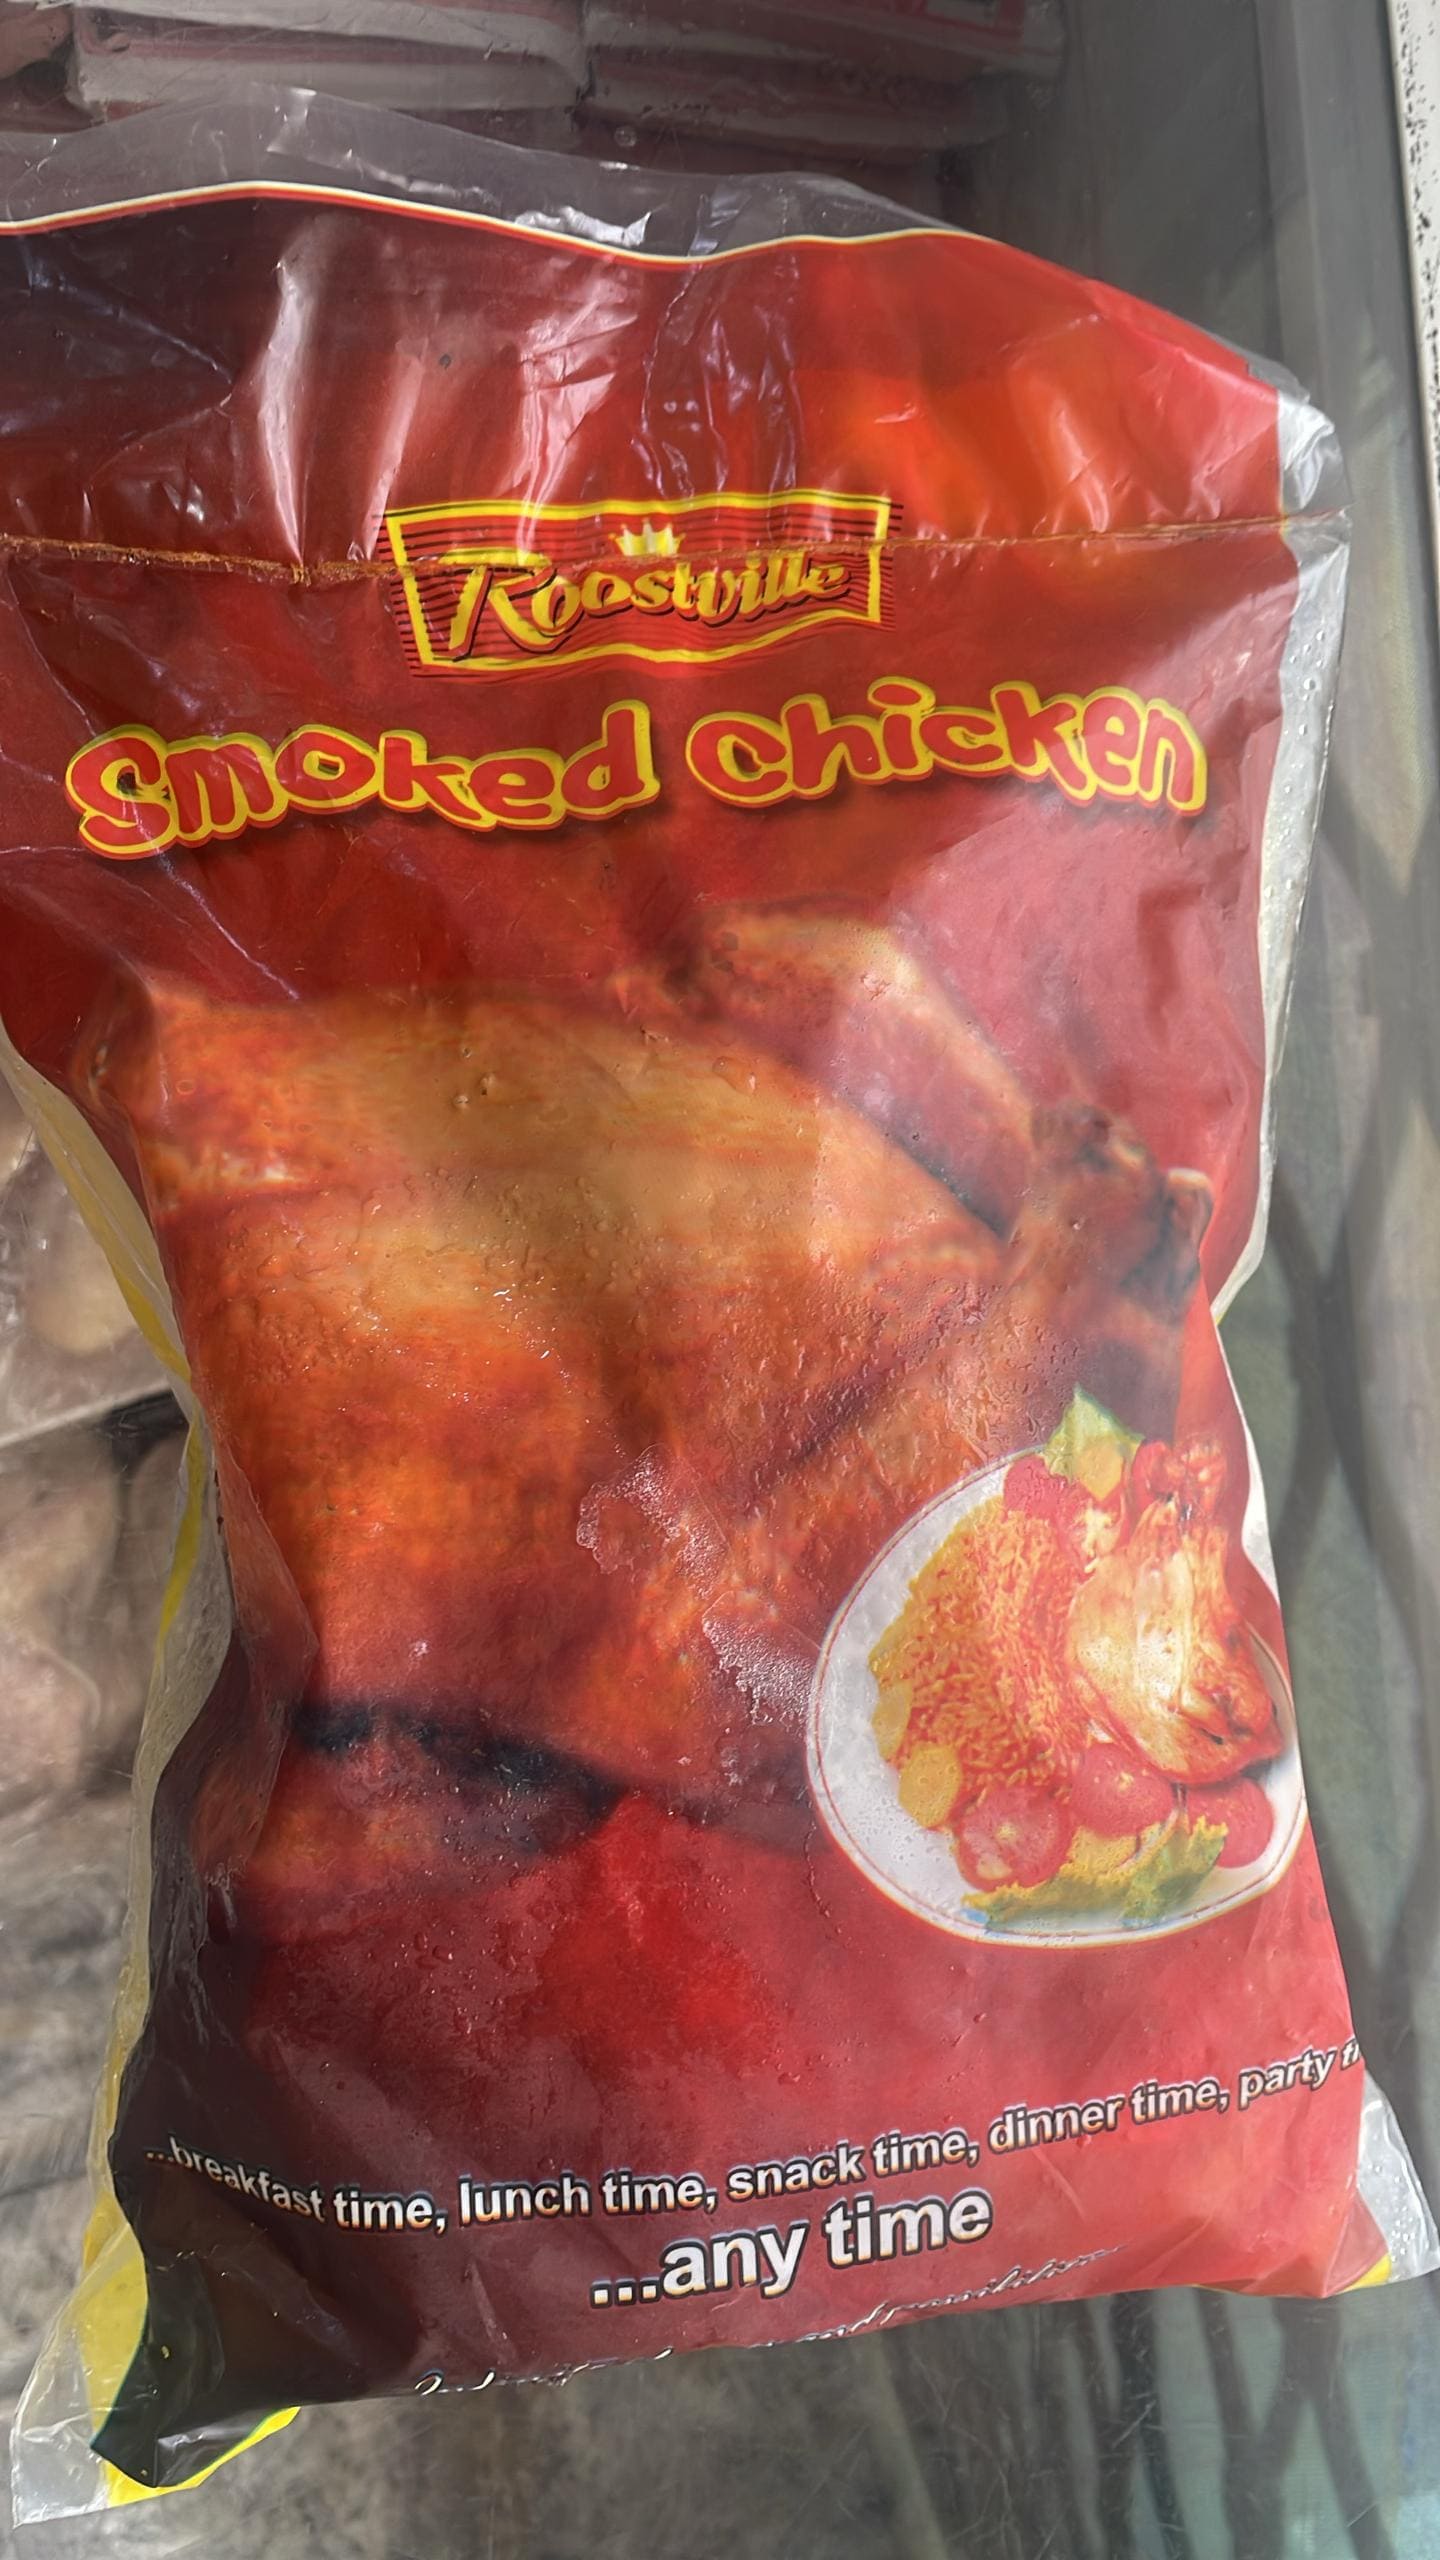 Roostville
Smoked Chicken
...breakfast time, lunch time, snack time, dinner time, party
...any time